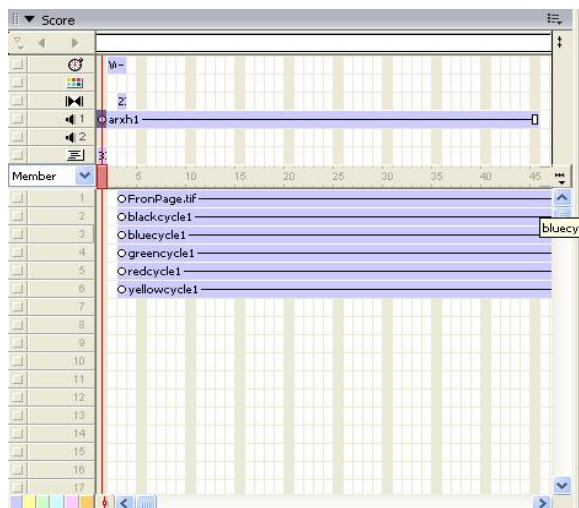 Score
2
1
arxh1
2
3
Member
5 10 15 20 25 30 35 40 45
1 FronPage.tif
2 blackcycle1
bluecy
3 bluecycle1
4 greencycle1
5 redcycle1
6 yellowcycle1
7
8
9
10
11
12
13
14
15
16
17